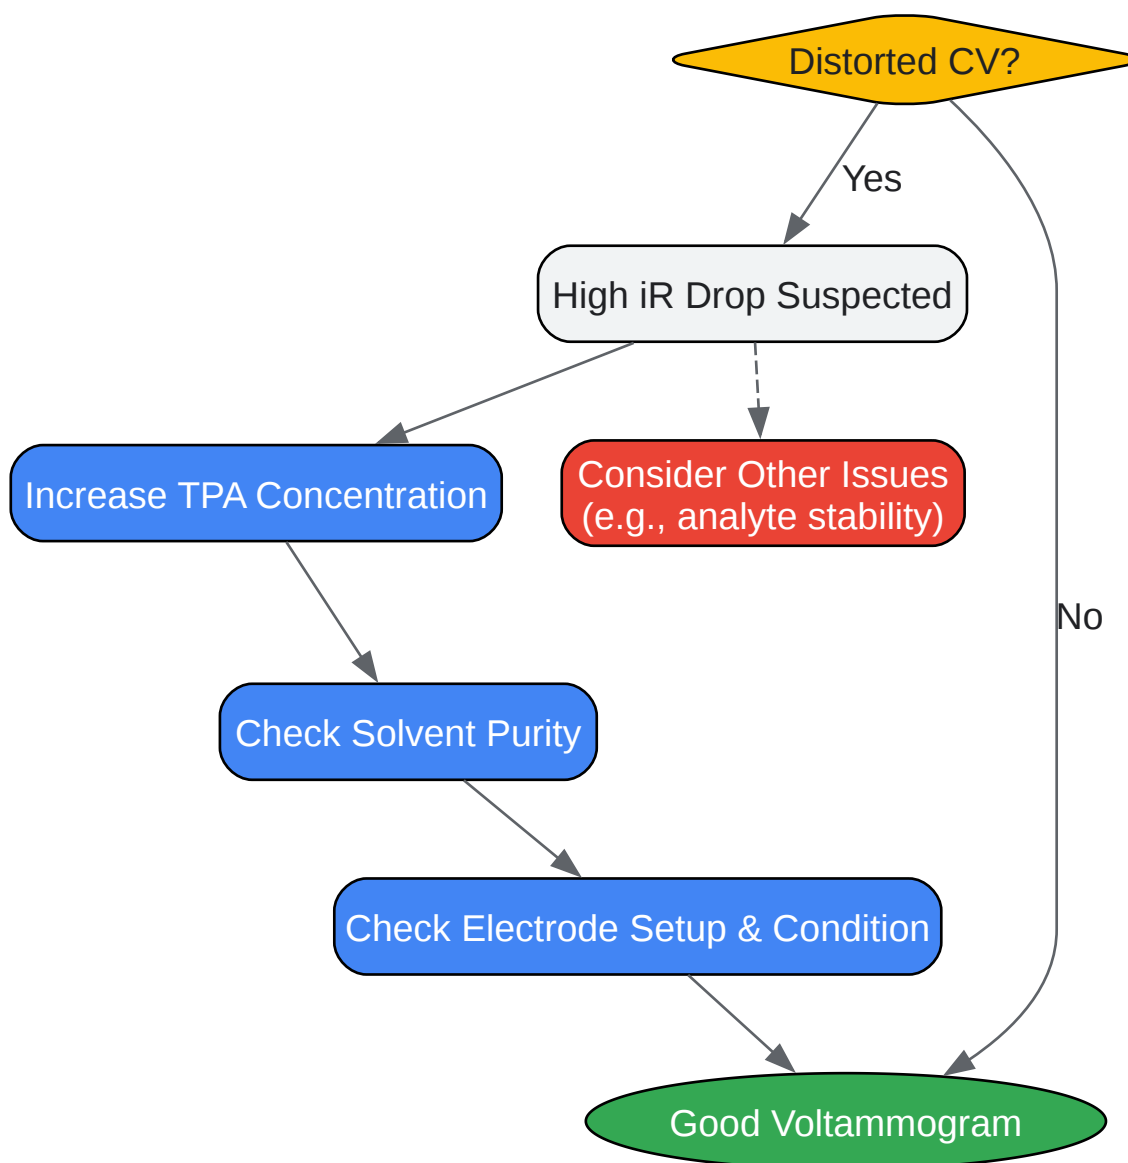 Distorted CV?
Yes
High iR Drop Suspected
Increase TPA Concentration
Consider Other Issues
(e.g., analyte stability)
No
Check Solvent Purity
Check Electrode Setup & Condition
Good Voltammogram